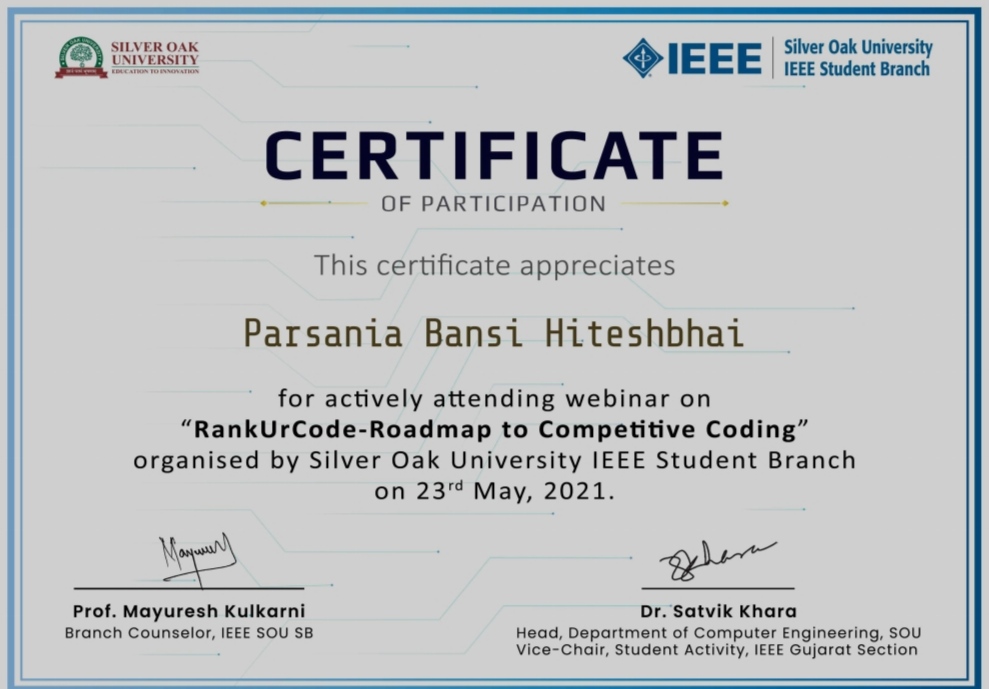 SILVER OAK
UNIVERSITY
EDUCATION TO INNOVATION
IEEE
Silver Oak University
IEEE Student Branch
CERTIFICATE
OF PARTICIPATION
This certificate appreciates
Parsania Bansi Hiteshbhai
for actively attending webinar on
“RankUrCode-Roadmap to Competitive Coding”
organised by Silver Oak University IEEE Student Branch
on 23rd May, 2021.
Prof. Mayuresh Kulkarni
Branch Counselor, IEEE SOU SB
Dr. Satvik Khara
Head, Department of Computer Engineering, SOU
Vice-Chair, Student Activity, IEEE Gujarat Section